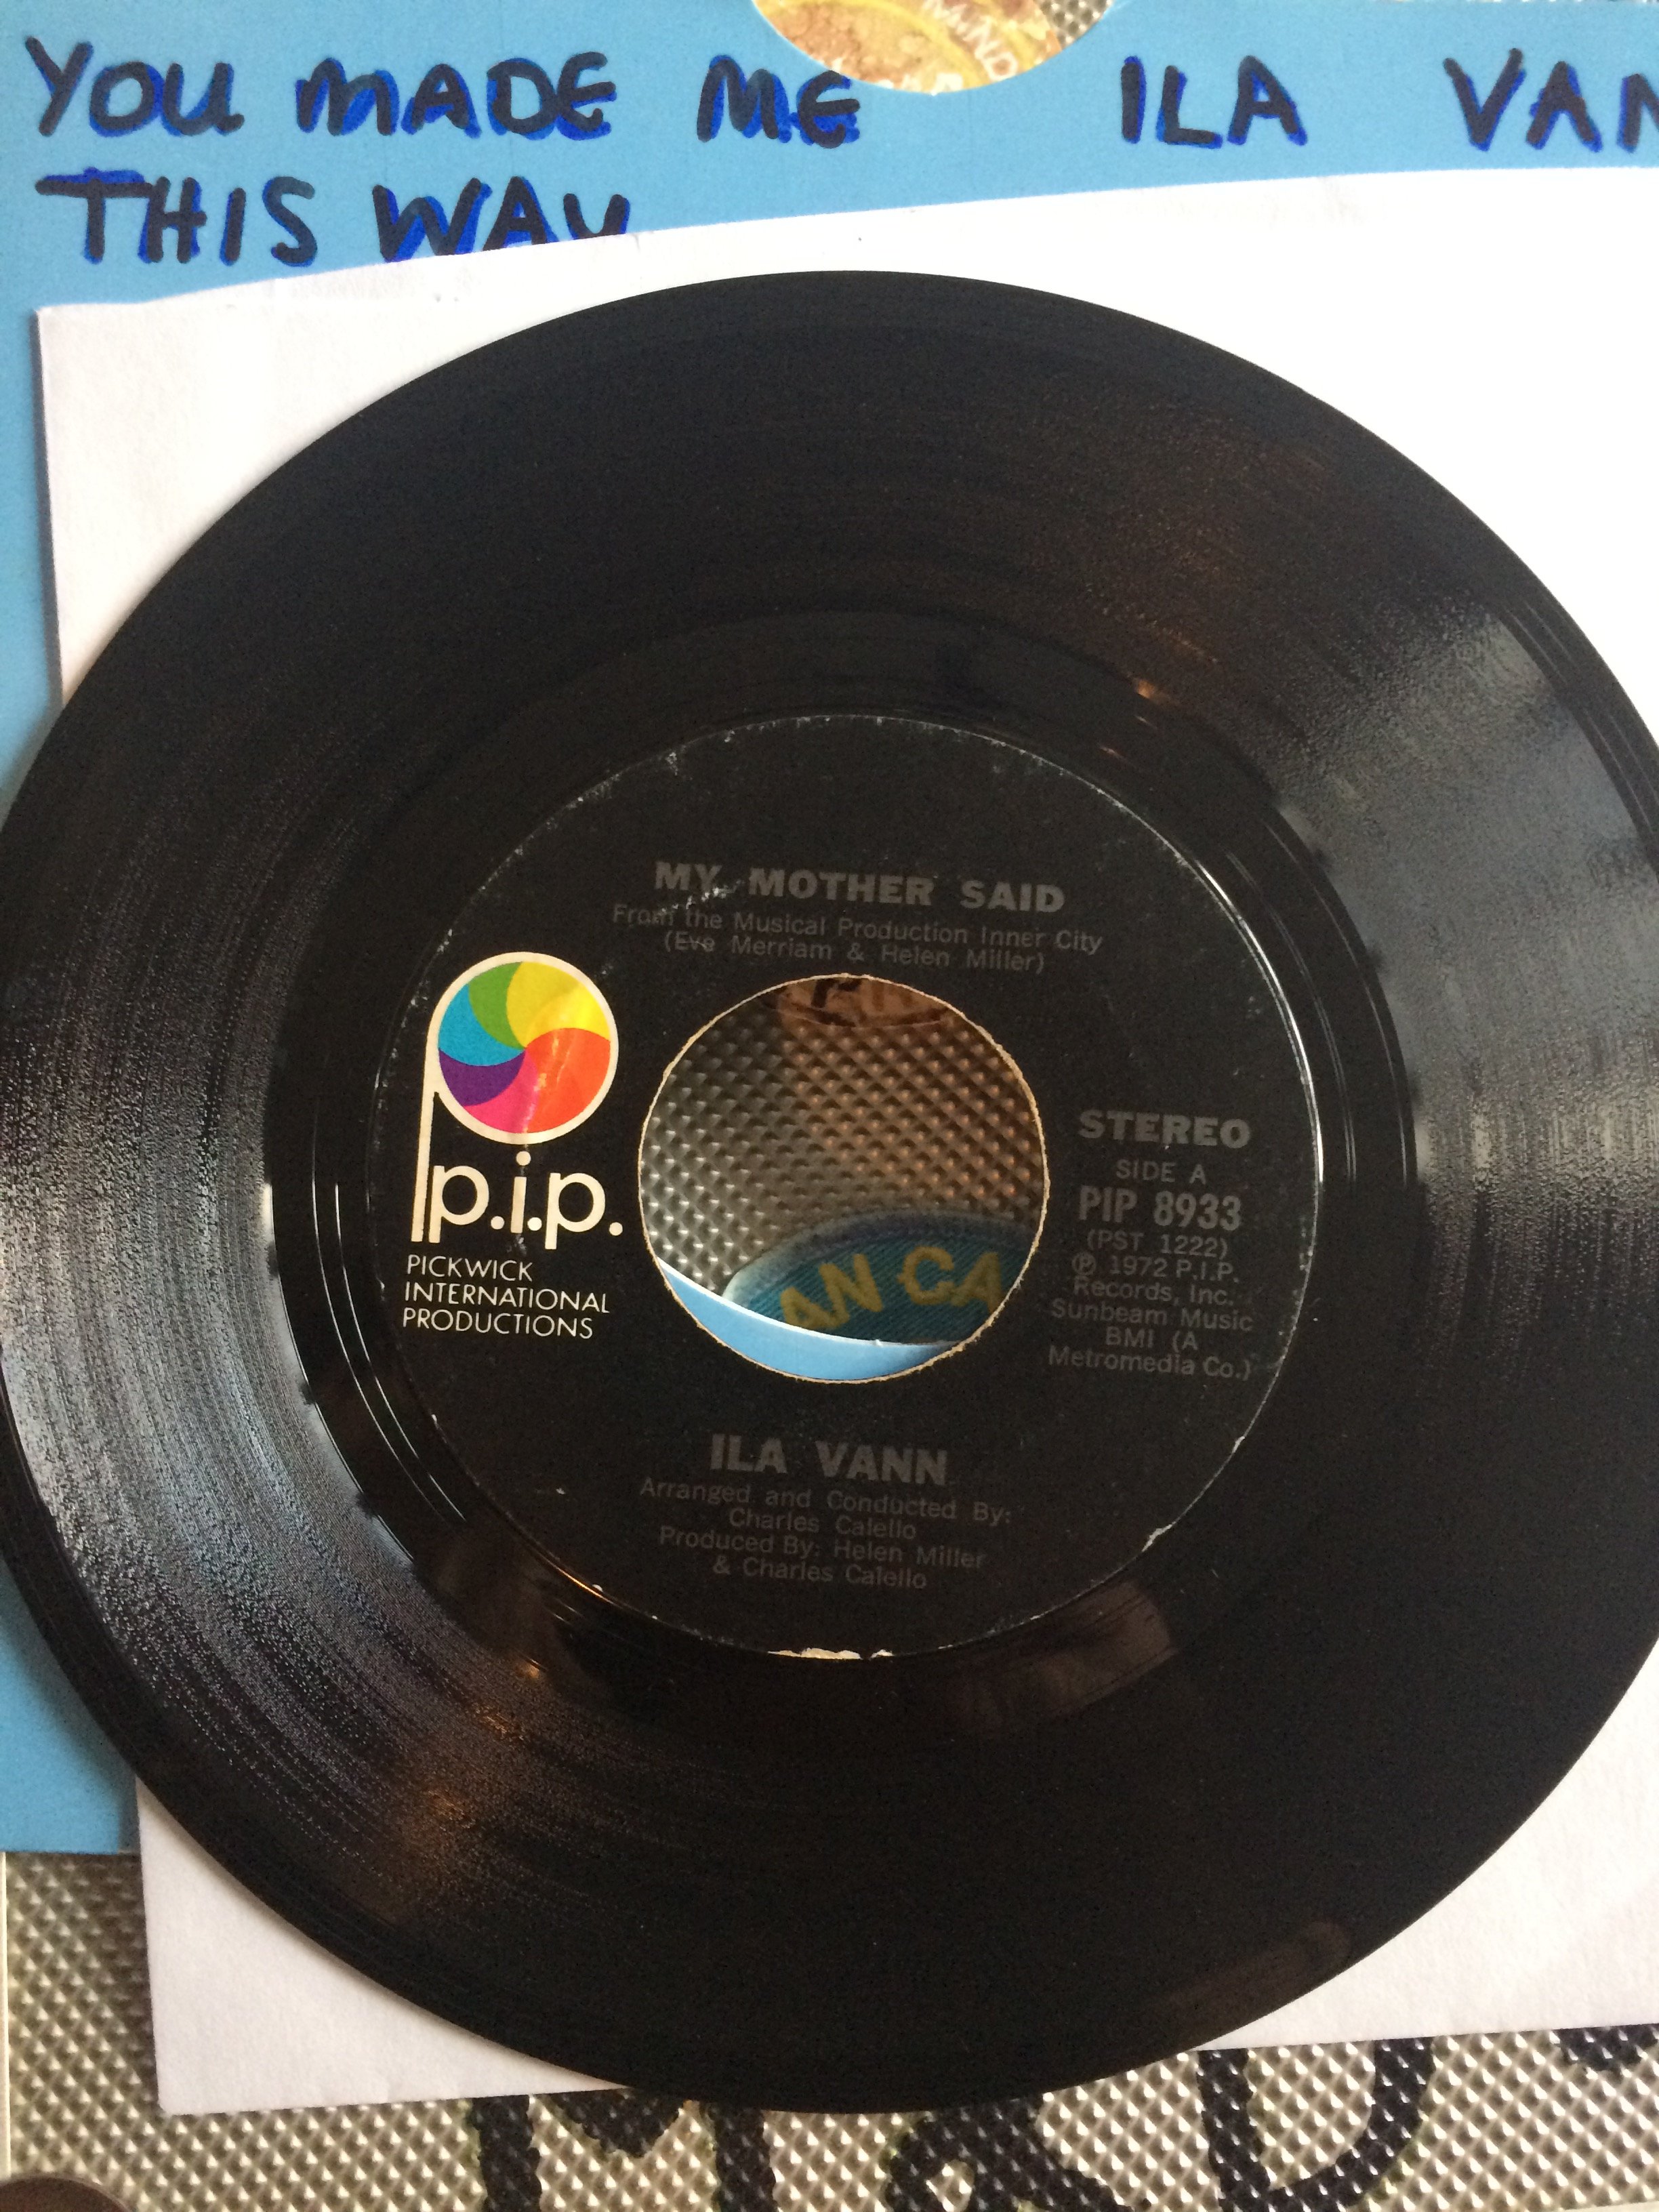 YOU MADE ME ILA
THIS WAY
MY MOTHER SAID
From the Musical Production Inner City
(Eve Merriam & Helen Miller)
p.i.p.
PICKWICK
INTERNATIONAL
PRODUCTIONS
STEREO
SIDE A
PIP 8933
(PST 1222)
℗ 1972 P.I.P.
Records, Inc.
Sunbeam Music
BMI (A
Metromedia Co.)
AN CA
ILA VANN
Arranged and Conducted By:
Charles Calello
Produced By: Helen Miller
& Charles Calello